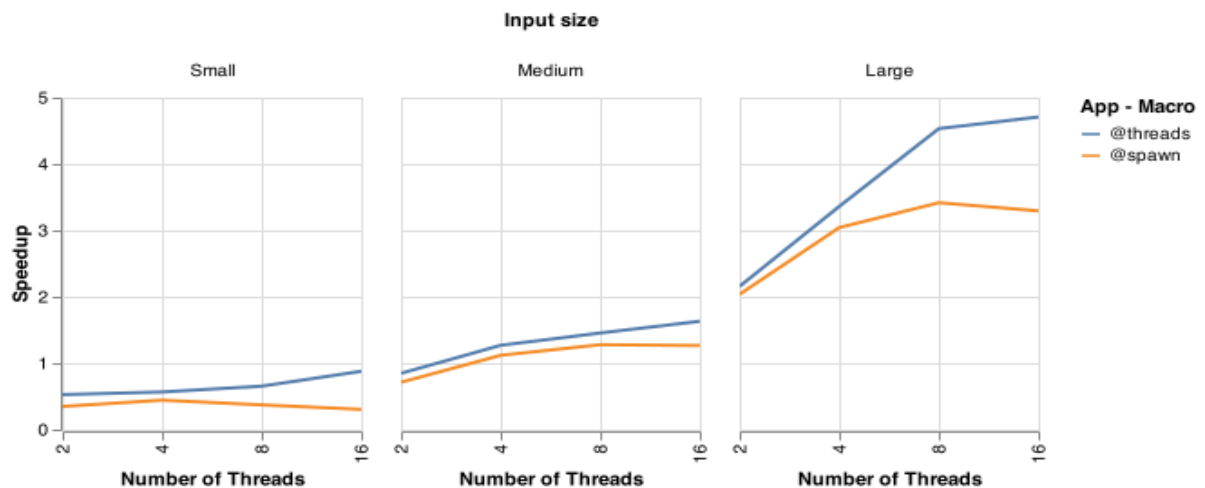 Input size
Small Medium Large
App - Macro
@threads
@spawn
Speedup
5
4
3
2
1
0
2 4 8 16 2 4 8 16 2 4 8 16
Number of Threads Number of Threads Number of Threads